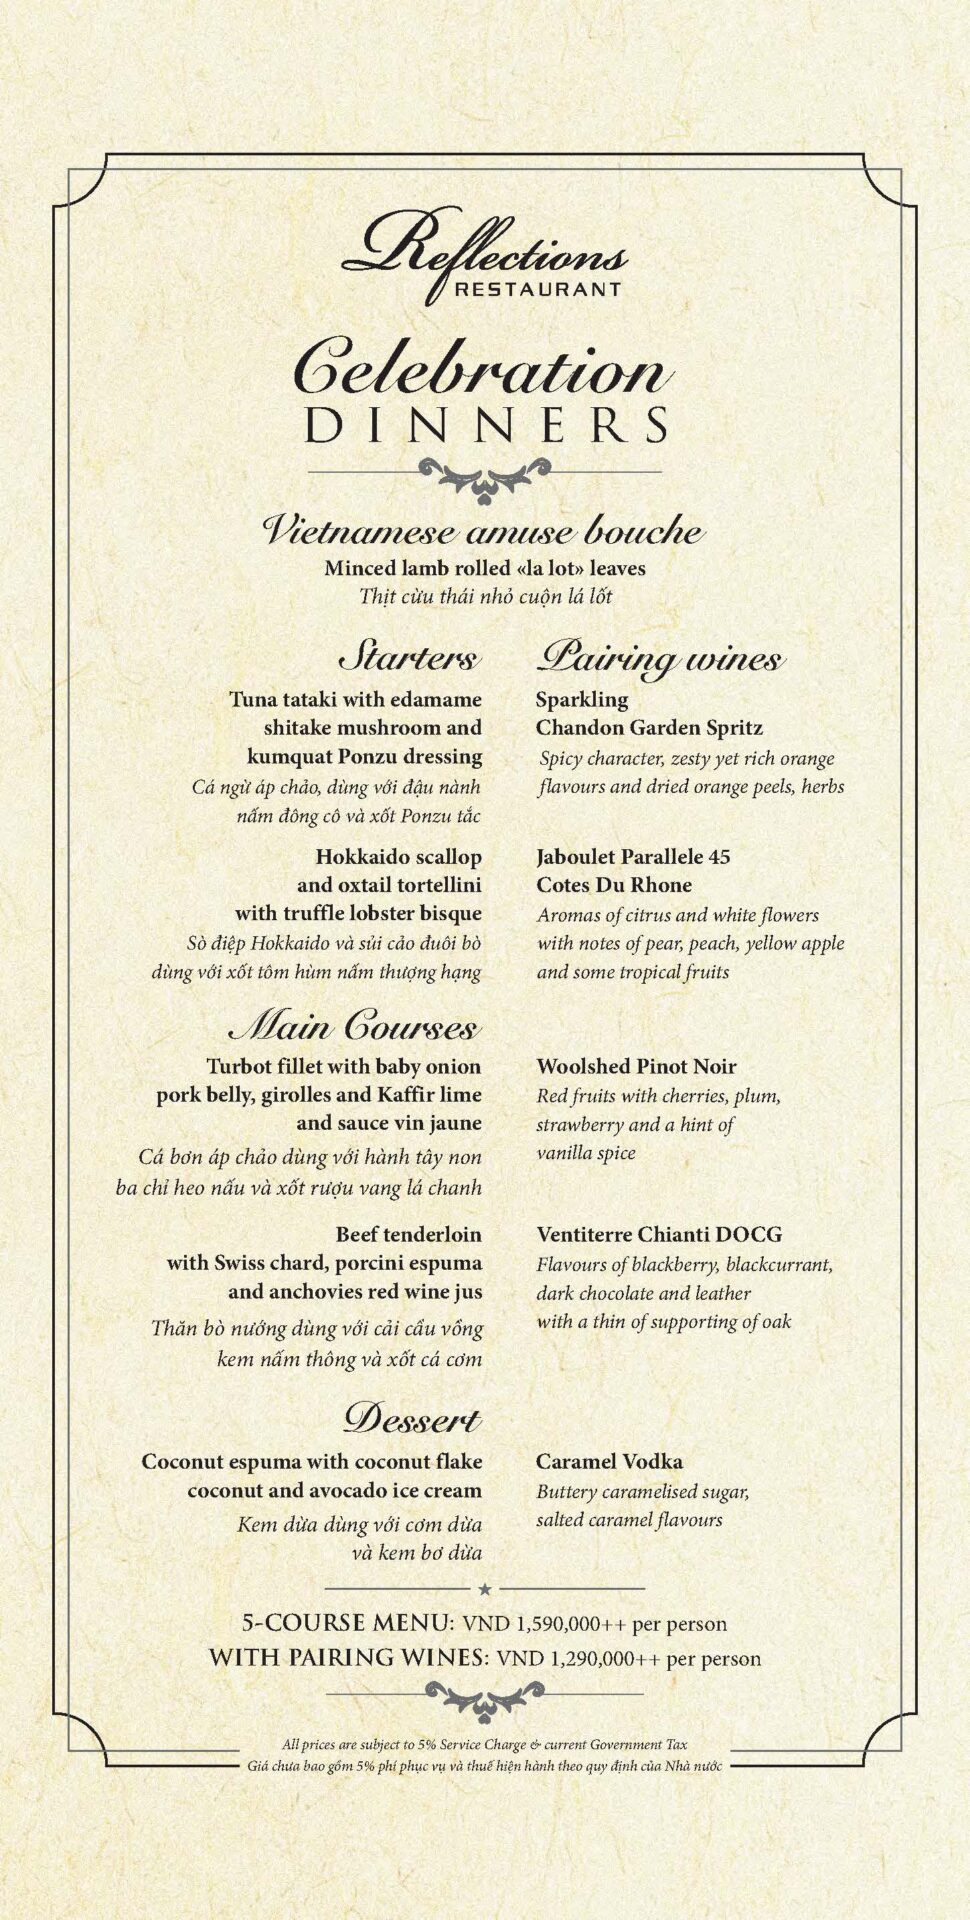 Reflections
RESTAURANT
Celebration
DINNERS
Vietnamese amuse bouche
Minced lamb rolled «la lot» leaves
Thịt cừu thái nhỏ cuộn lá lốt
Starters
Tuna tataki with edamame
shitake mushroom and
kumquat Ponzu dressing
Cá ngừ áp chảo, dùng với đậu nành
nấm đông cô và xốt Ponzu tắc
Hokkaido scallop
and oxtail tortellini
with truffle lobster bisque
Sò điệp Hokkaido và sủi cảo đuôi bò
dùng với xốt tôm hùm nấm thượng hạng
Pairing wines
Sparkling
Chandon Garden Spritz
Spicy character, zesty yet rich orange
flavours and dried orange peels, herbs
Jaboulet Parallele 45
Cotes Du Rhone
Aromas of citrus and white flowers
with notes of pear, peach, yellow apple
and some tropical fruits
Main Courses
Turbot fillet with baby onion
pork belly, girolles and Kaffir lime
and sauce vin jaune
Cá bơn áp chảo dùng với hành tây non
ba chỉ heo nấu và xốt rượu vang lá chanh
Woolshed Pinot Noir
Red fruits with cherries, plum,
strawberry and a hint of
vanilla spice
Beef tenderloin
with Swiss chard, porcini espuma
and anchovies red wine jus
Thăn bò nướng dùng với cải cầu vồng
kem nấm thông và xốt cá cơm
Ventiterre Chianti DOCG
Flavours of blackberry, blackcurrant,
dark chocolate and leather
with a thin of supporting of oak
Dessert
Coconut espuma with coconut flake
coconut and avocado ice cream
Kem dừa dùng với cơm dừa
và kem bơ dừa
Caramel Vodka
Buttery caramelised sugar,
salted caramel flavours
5-COURSE MENU: VND 1,590,000++ per person
WITH PAIRING WINES: VND 1,290,000++ per person
All prices are subject to 5% Service Charge & current Government Tax
Giá chưa bao gồm 5% phí phục vụ và thuế hiện hành theo quy định của Nhà nước